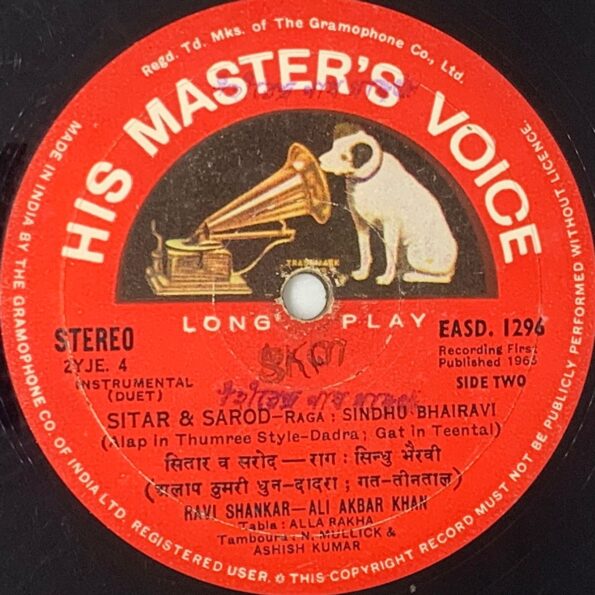 Regd. Td. Mks. of The Gramophone Co., Ltd.
HIS MASTER'S VOICE
TRADE MARK
LONG PLAY
STEREO
2YJE. 4
EASD. 1296
Recording First
Published 1965
INSTRUMENTAL
(DUET)
SIDE TWO
SITAR & SAROD-RAGA : SINDHU BHAIRAVI
(Alap in Thumree Style-Dadra; Gat in Teental)
सितार व सरोद — राग : सिन्धु भैरवी
(अलाप ठुमरी धुन-दादरा ; गत-तीनताल)
RAVI SHANKAR—ALI AKBAR KHAN
Tabla : ALLA RAKHA
Tamboura : N. MULLICK &
ASHISH KUMAR
MADE IN INDIA BY THE GRAMOPHONE CO. OF INDIA LTD. REGISTERED USER. © THIS COPYRIGHT RECORD MUST NOT BE PUBLICLY PERFORMED WITHOUT LICENCE.